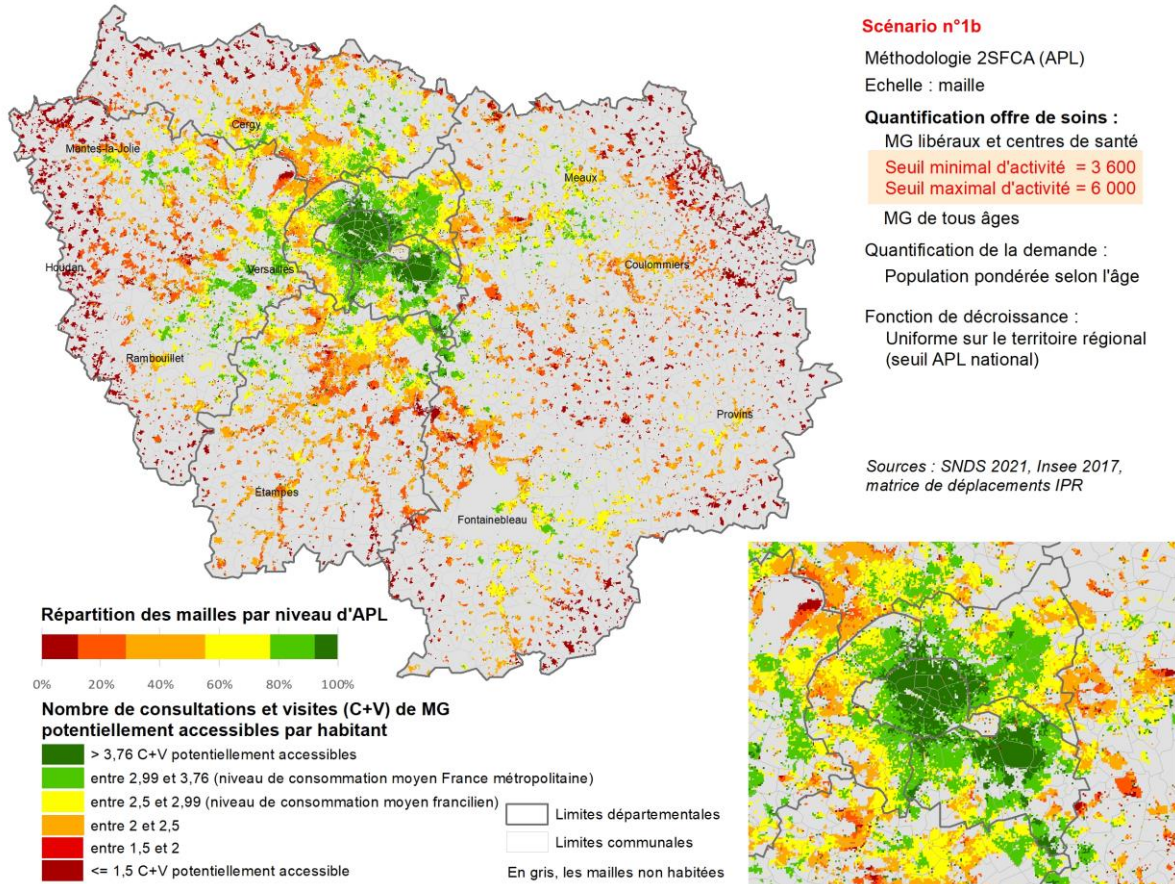 Scénario n°1b
Méthodologie 2SFCA (APL)
Echelle : maille
Quantification offre de soins :
MG libéraux et centres de santé
Seuil minimal d'activité = 3 600
Seuil maximal d'activité = 6 000
MG de tous âges
Quantification de la demande :
Population pondérée selon l'âge
Fonction de décroissance :
Uniforme sur le territoire régional
(seuil APL national)
Sources : SNDS 2021, Insee 2017,
matrice de déplacements IPR
Cergy
Mantes-la-Jolie
Meaux
Houdan
Versailles
Coulommiers
Rambouillet
Provins
Étampes
Fontainebleau
Répartition des mailles par niveau d'APL
0% 20% 40% 60% 80% 100%
Nombre de consultations et visites (C+V) de MG
potentiellement accessibles par habitant
> 3,76 C+V potentiellement accessibles
entre 2,99 et 3,76 (niveau de consommation moyen France métropolitaine)
entre 2,5 et 2,99 (niveau de consommation moyen francilien)
entre 2 et 2,5
entre 1,5 et 2
<= 1,5 C+V potentiellement accessible
Limites départementales
Limites communales
En gris, les mailles non habitées